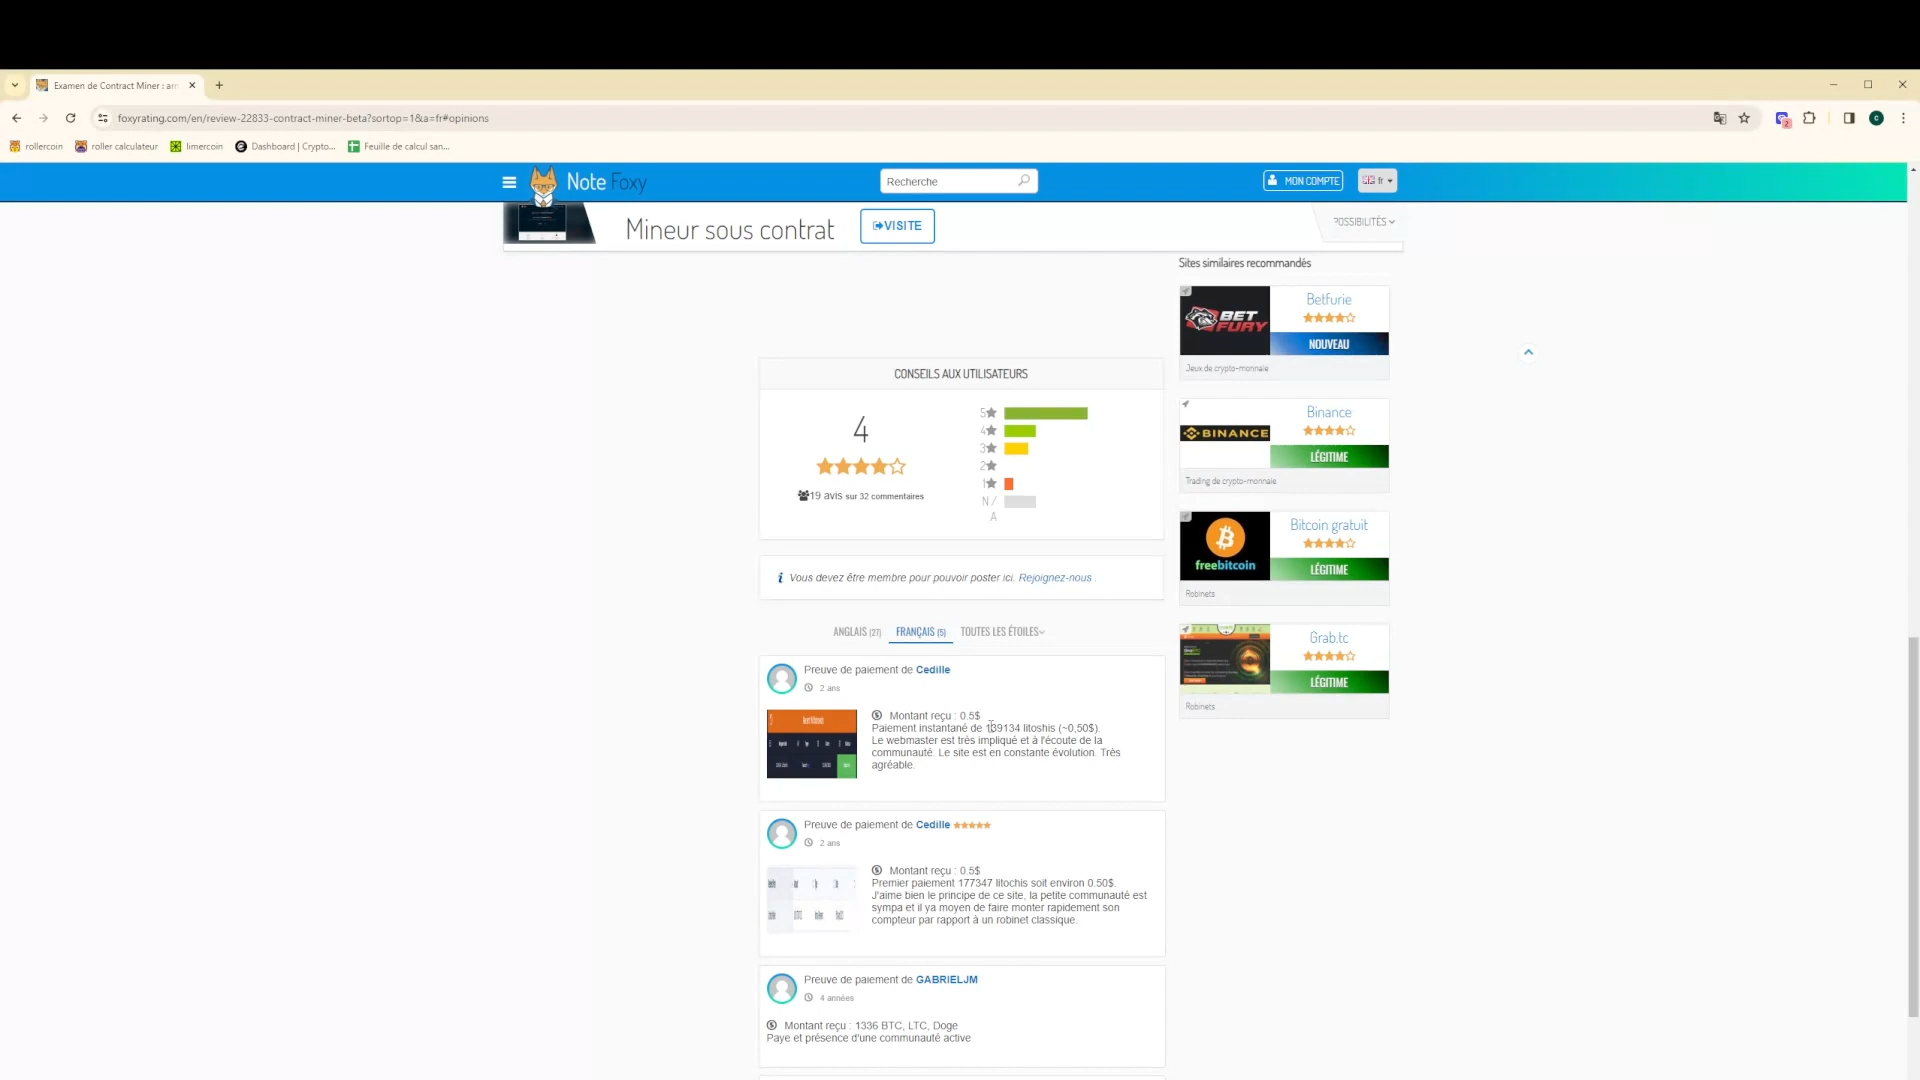 Examen de Contract Miner : arr
foxyrating.com/en/review-22833-contract-miner-beta?sortop=1&a=fr#opinions
rollercoin
roller calculateur
limercoin
Dashboard | Crypto...
Feuille de calcul san...
Note Foxy
Recherche
MON COMPTE
fr
Mineur sous contrat
VISITE
POSSIBILITÉS
Sites similaires recommandés
BET FURY
Betfurie
NOUVEAU
Jeux de crypto-monnaie
CONSEILS AUX UTILISATEURS
4
19 avis sur 32 commentaires
5
4
3
2
1
N /
A
BINANCE
Binance
LÉGITIME
Trading de crypto-monnaie
freebitcoin
Bitcoin gratuit
LÉGITIME
Robinets
Grab.tc
LÉGITIME
Robinets
i Vous devez être membre pour pouvoir poster ici. Rejoignez-nous .
ANGLAIS (27) FRANÇAIS (5) TOUTES LES ÉTOILES
Preuve de paiement de Cedille
2 ans
Montant reçu : 0.5$
Paiement instantané de 139134 litoshis (~0,50$).
Le webmaster est très impliqué et à l'écoute de la
communauté. Le site est en constante évolution. Très
agréable.
Preuve de paiement de Cedille
2 ans
Montant reçu : 0.5$
Premier paiement 177347 litochis soit environ 0.50$.
J'aime bien le principe de ce site, la petite communauté est
sympa et il ya moyen de faire monter rapidement son
compteur par rapport à un robinet classique.
Preuve de paiement de GABRIELJM
4 années
Montant reçu : 1336 BTC, LTC, Doge
Paye et présence d'une communauté active